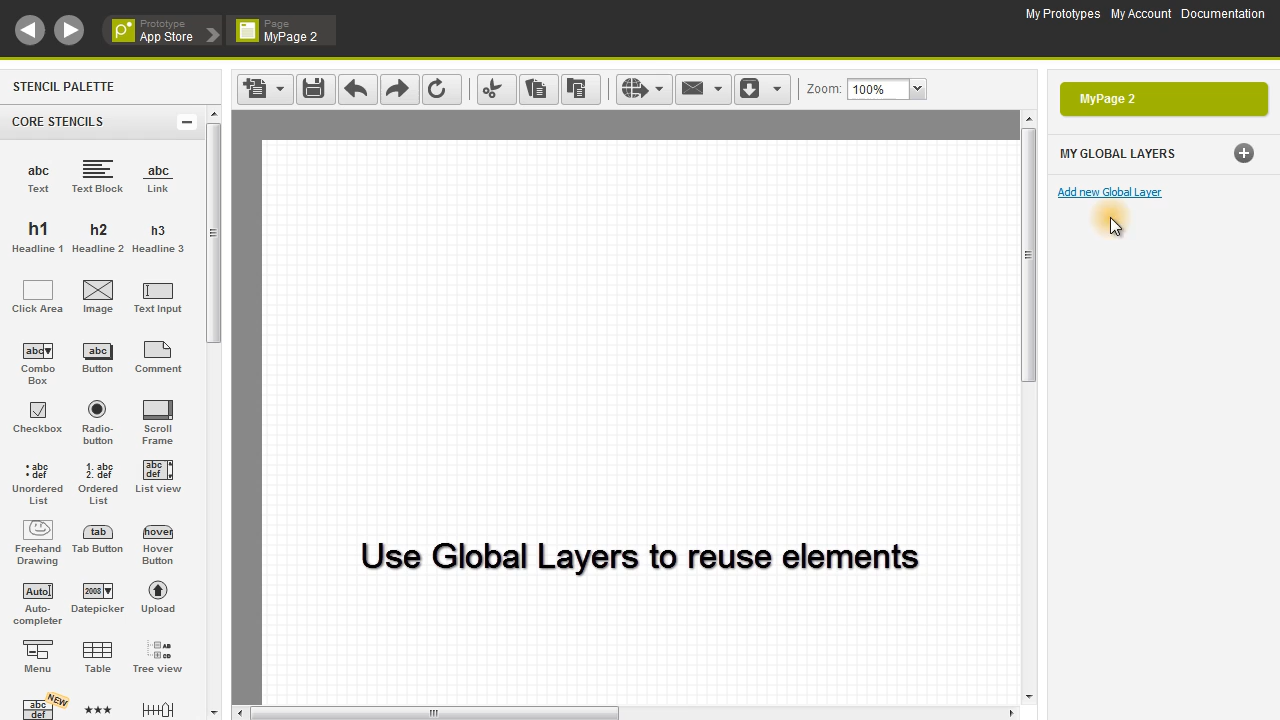 My Prototypes My Account Documentation
Prototype
App Store
Page
MyPage 2
STENCIL PALETTE
CORE STENCILS
abc
abc
Text Text Block Link
h1 h2 h3
Headline 1 Headline 2 Headline 3
Click Area Image Text Input
abc
abc
Combo Box
Button
Comment
Checkbox
Radio-button
Scroll Frame
abc
def
1. abc
2. def
abc
def
Unordered List
Ordered List
List view
tab
hover
Freehand Drawing
Tab Button
Hover Button
Auto
2008
Auto-completer
Datepicker
Upload
AB
CD
Menu Table Tree view
abc
def
NEW
Zoom: 100%
Use Global Layers to reuse elements
MyPage 2
MY GLOBAL LAYERS
Add new Global Layer